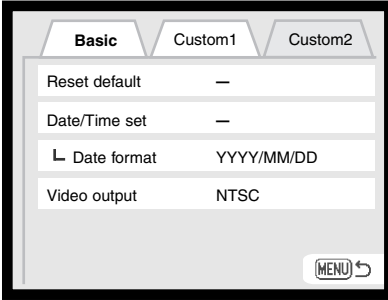 Basic Custom1 Custom2
Reset default –
Date/Time set –
Date format YYYY/MM/DD
Video output NTSC
MENU